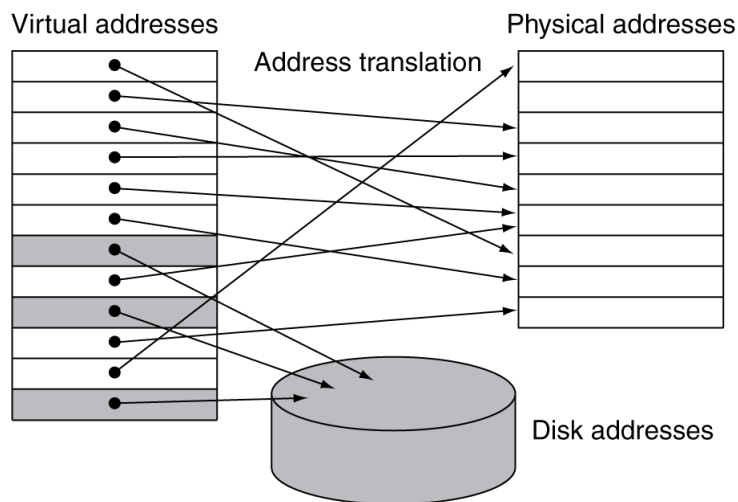 Virtual addresses
Physical addresses
Address translation
Disk addresses